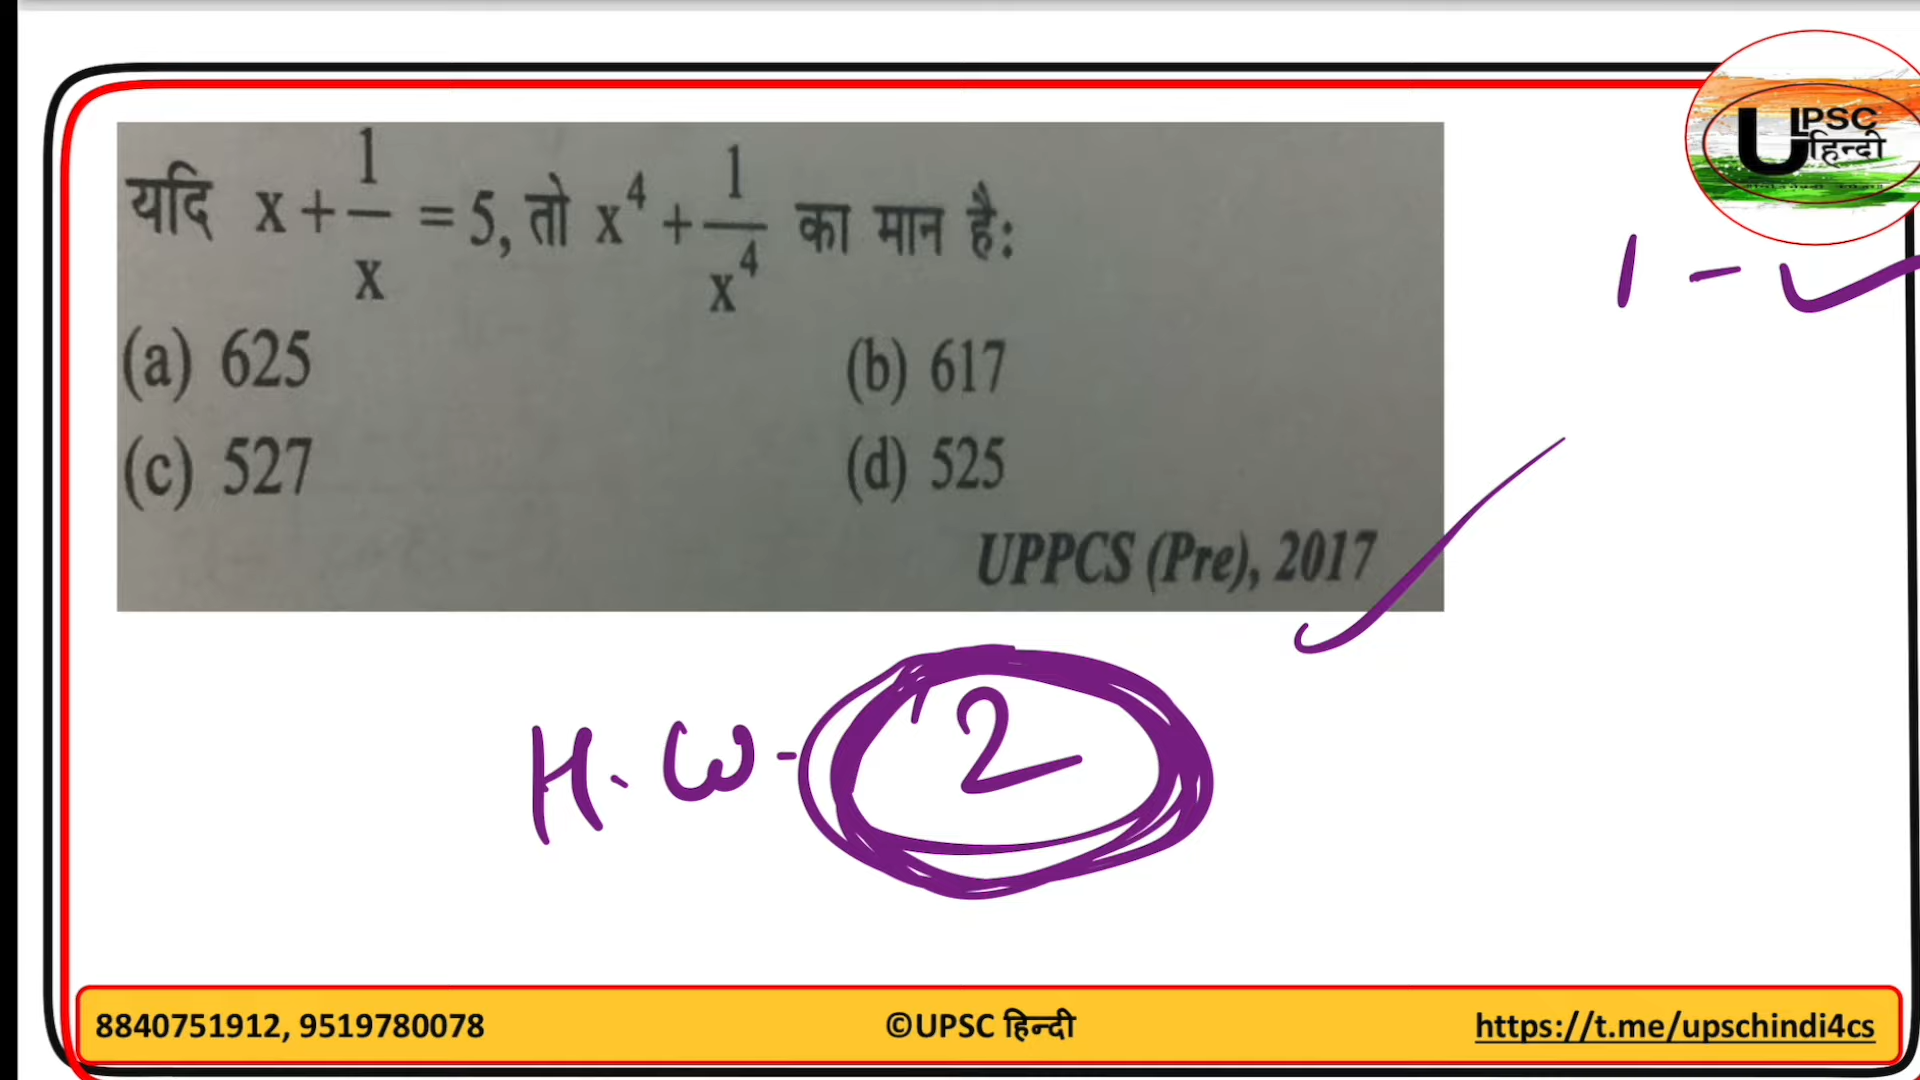 UPSC
हिन्दी
यदि x + 1/x = 5, तो x⁴ + 1/x⁴ का मान है:
(a) 625 (b) 617
(c) 527 (d) 525
UPPCS (Pre), 2017
1 -
H.W - 2
8840751912, 9519780078 ©UPSC हिन्दी https://t.me/upschindi4cs